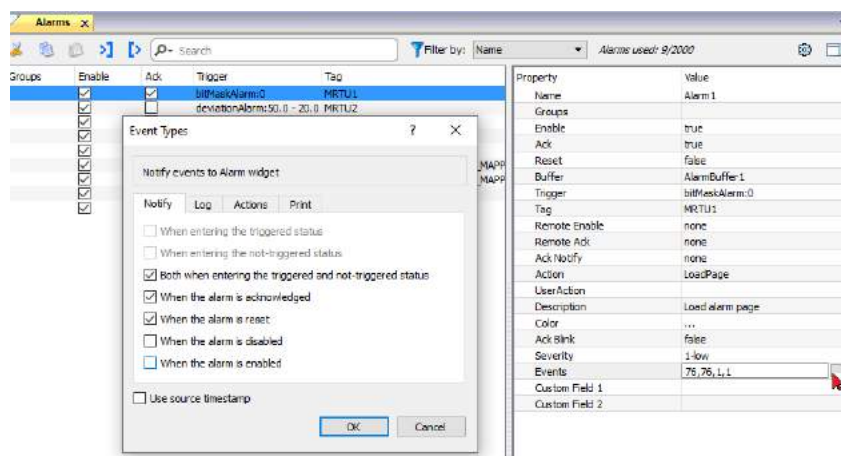 Alarms x
Search
Filter by: Name
Alarms used: 9/2000
Groups Enable Ack Trigger Tag
bitMaskAlarm:0 MRTU1
deviationAlarm:50.0 - 20.0 MRTU2
_MAPP
_MAPP
Event Types ? X
Notify events to Alarm widget
Notify Log Actions Print
When entering the triggered status
When entering the not-triggered status
Both when entering the triggered and not-triggered status
When the alarm is acknowledged
When the alarm is reset
When the alarm is disabled
When the alarm is enabled
Use source timestamp
OK Cancel
Property Value
Name Alarm1
Groups
Enable true
Ack true
Reset false
Buffer AlarmBuffer1
Trigger bitMaskAlarm:0
Tag MRTU1
Remote Enable none
Remote Ack none
Ack Notify none
Action LoadPage
UserAction
Description Load alarm page
Color ...
Ack Blink false
Severity 1-low
Events 76,76,1,1
Custom Field 1
Custom Field 2